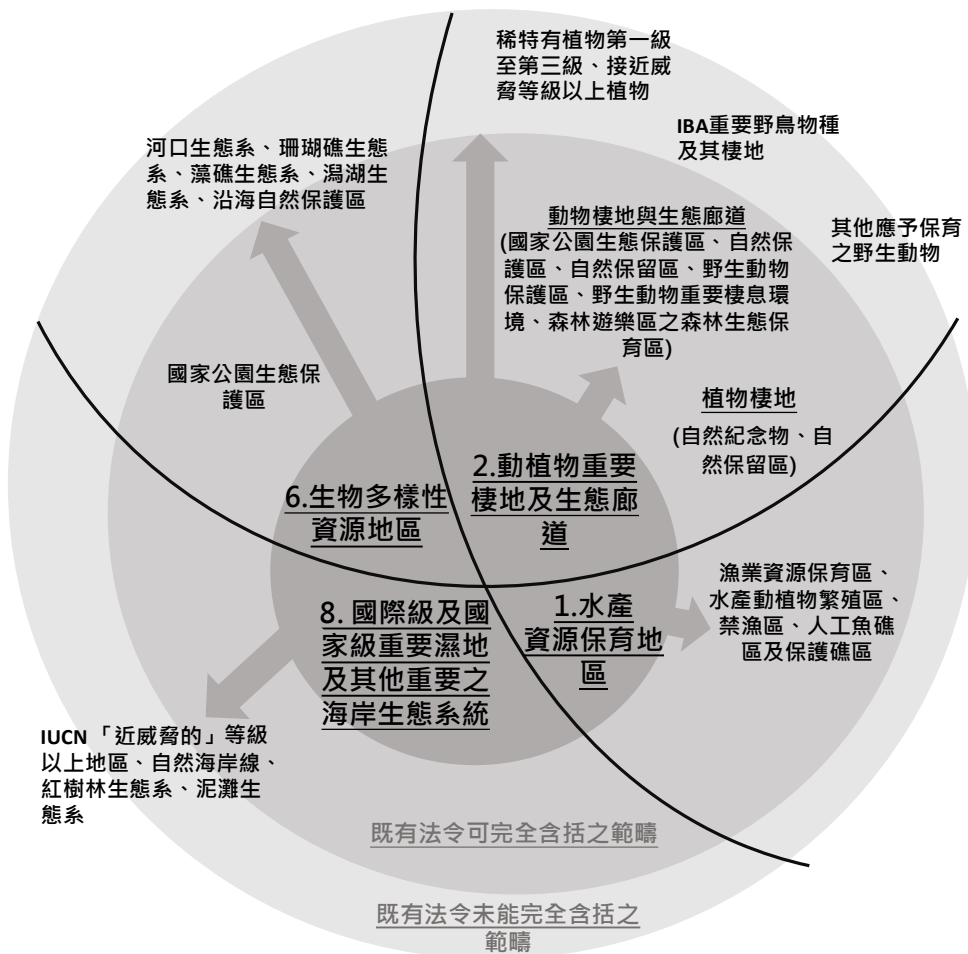 稀特有植物第一級
至第三級、接近威
脅等級以上植物
IBA重要野鳥物種
及其棲地
河口生態系、珊瑚礁生態
系、藻礁生態系、潟湖生
態系、沿海自然保護區
動物棲地與生態廊道
(國家公園生態保護區、自然保
護區、自然保留區、野生動物
保護區、野生動物重要棲息環
境、森林遊樂區之森林生態保
育區)
其他應予保育
之野生動物
國家公園生態保
護區
植物棲地
(自然紀念物、自
然保留區)
6.生物多樣性
資源地區
2.動植物重要
棲地及生態廊
道
8. 國際級及國
家級重要濕地
及其他重要之
海岸生態系統
1.水產
資源保育地
區
漁業資源保育區、
水產動植物繁殖區、
禁漁區、人工魚礁
區及保護礁區
IUCN「近威脅的」等級
以上地區、自然海岸線、
紅樹林生態系、泥灘生
態系
既有法令可完全含括之範疇
既有法令未能完全含括之
範疇